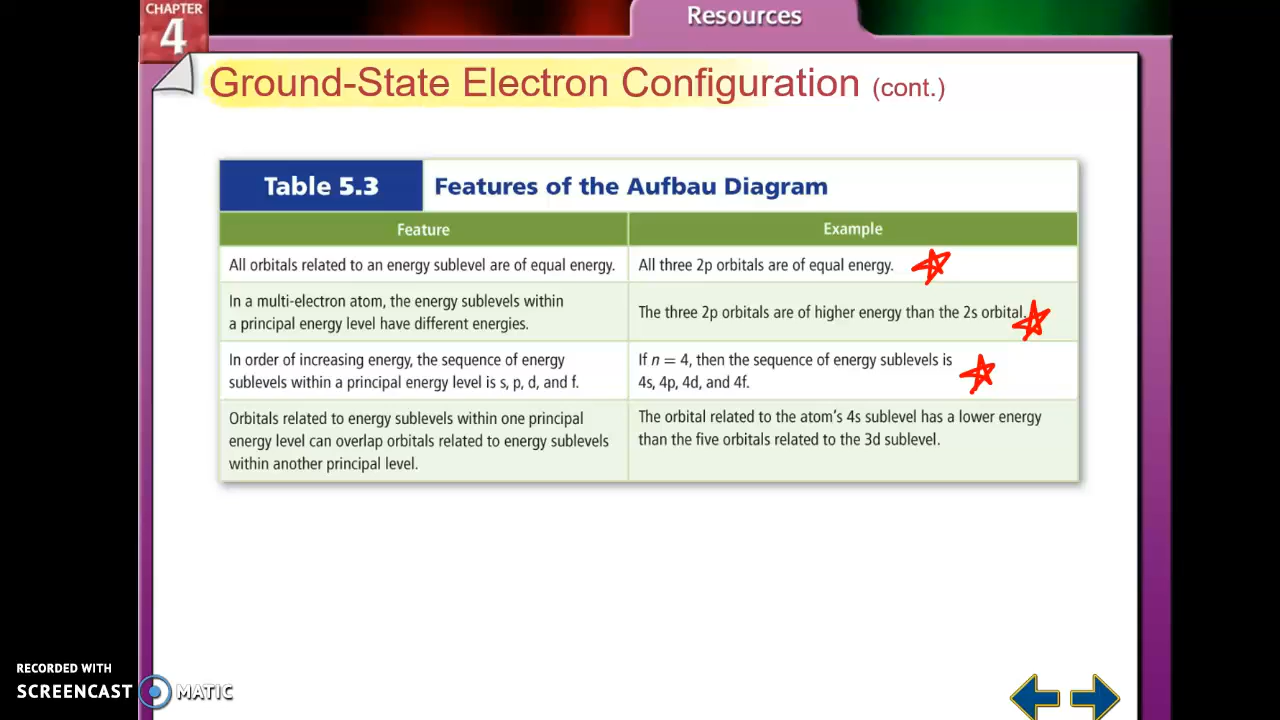 CHAPTER
4
Resources
Ground-State Electron Configuration (cont.)
Table 5.3
Features of the Aufbau Diagram
Feature
Example
All orbitals related to an energy sublevel are of equal energy.
All three 2p orbitals are of equal energy.
In a multi-electron atom, the energy sublevels within
a principal energy level have different energies.
The three 2p orbitals are of higher energy than the 2s orbital.
In order of increasing energy, the sequence of energy
sublevels within a principal energy level is s, p, d, and f.
If n = 4, then the sequence of energy sublevels is
4s, 4p, 4d, and 4f.
Orbitals related to energy sublevels within one principal
energy level can overlap orbitals related to energy sublevels
within another principal level.
The orbital related to the atom's 4s sublevel has a lower energy
than the five orbitals related to the 3d sublevel.
RECORDED WITH
SCREENCAST MATIC